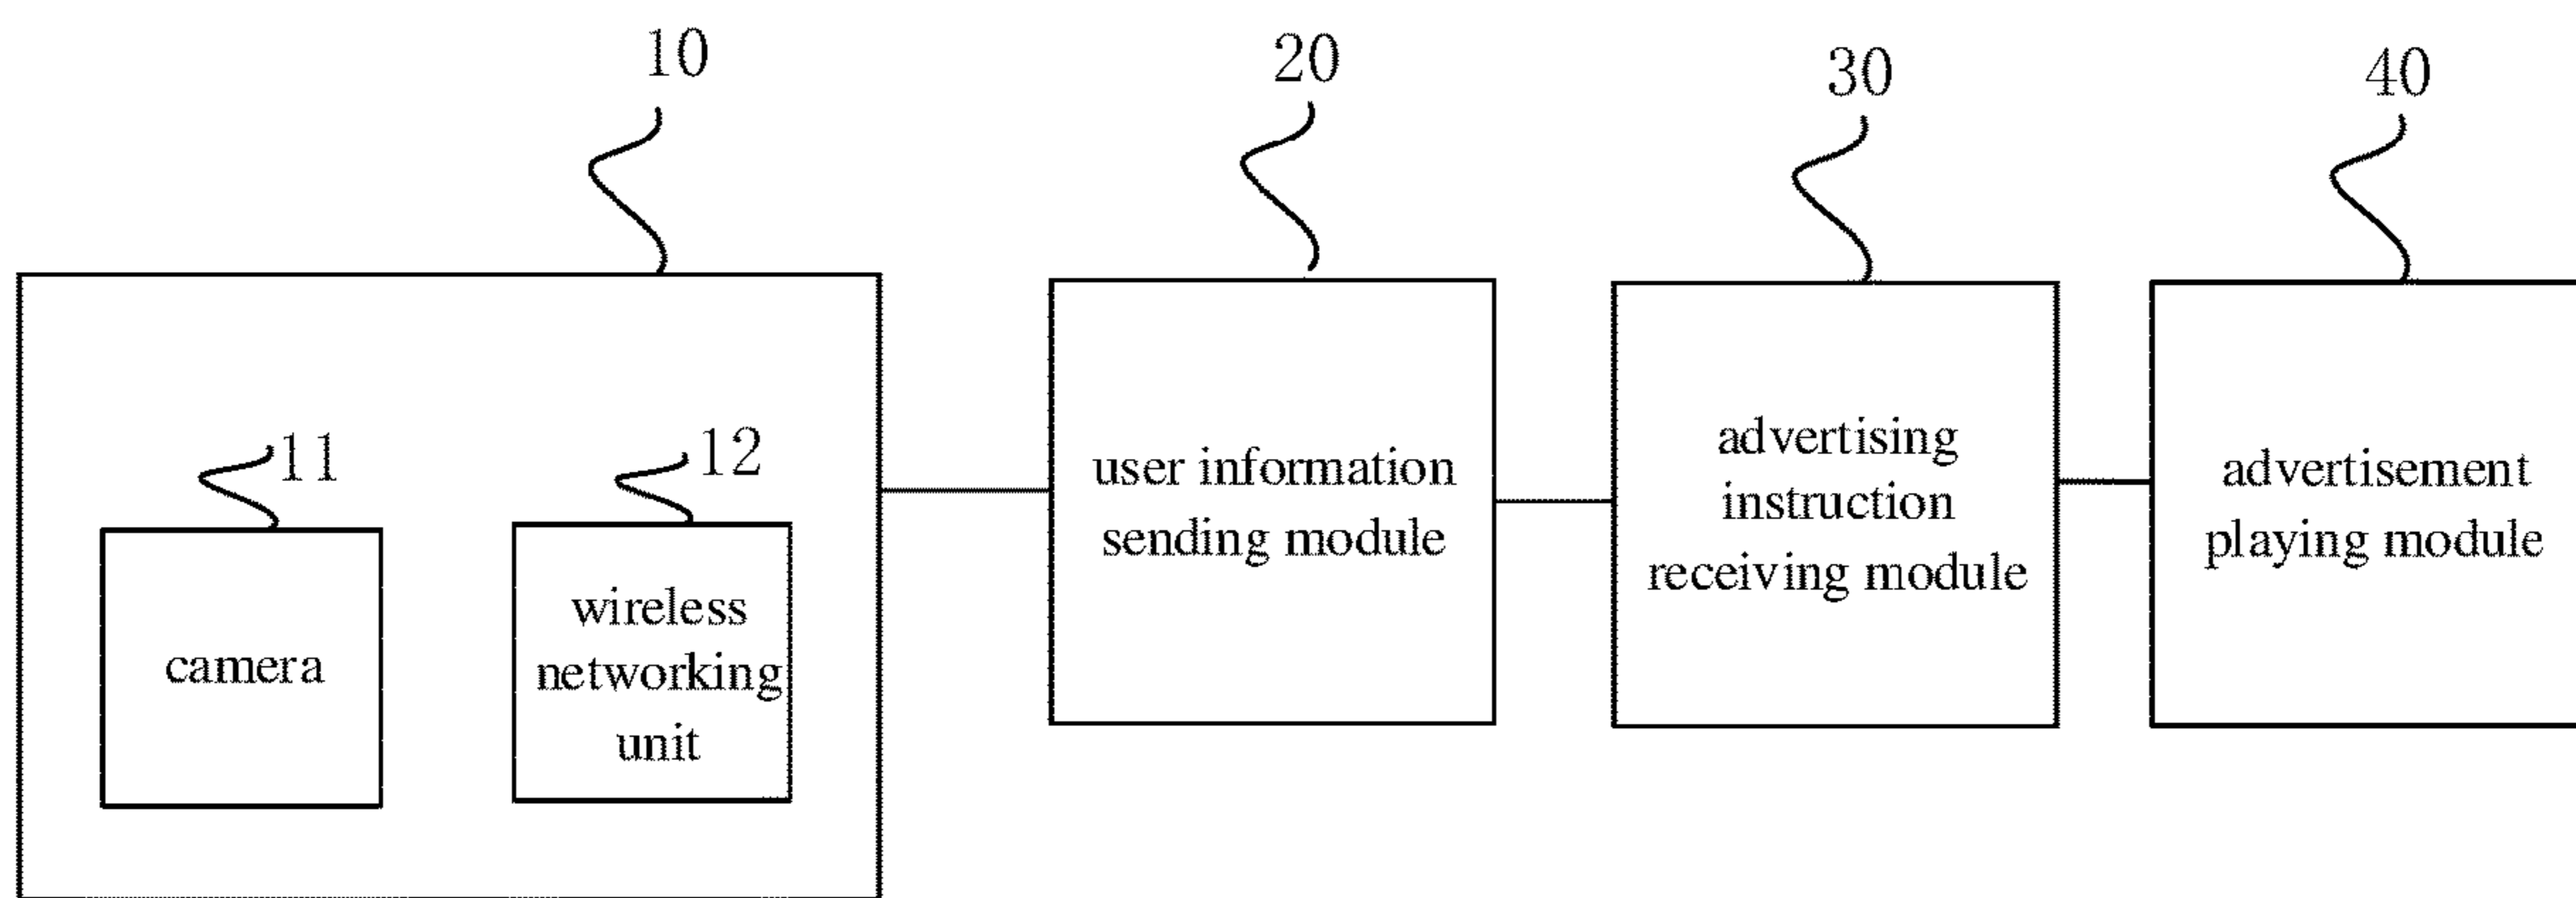 10
20
30
40
11
12
camera
wireless
networking
unit
user information
sending module
advertising
instruction
receiving module
advertisement
playing module